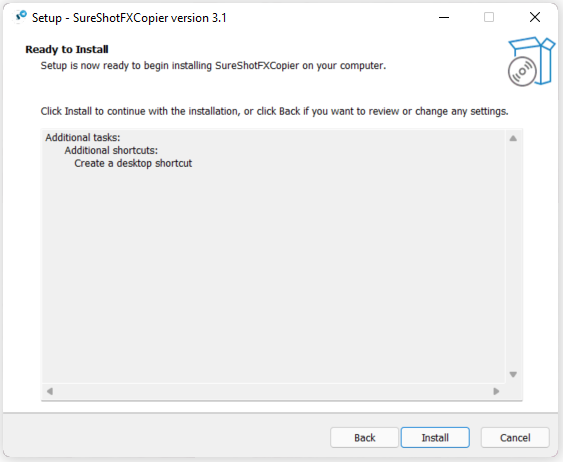 Setup - SureShotFXCopier version 3.1
Ready to Install
Setup is now ready to begin installing SureShotFXCopier on your computer.
Click Install to continue with the installation, or click Back if you want to review or change any settings.
Additional tasks:
Additional shortcuts:
Create a desktop shortcut
Back
Install
Cancel